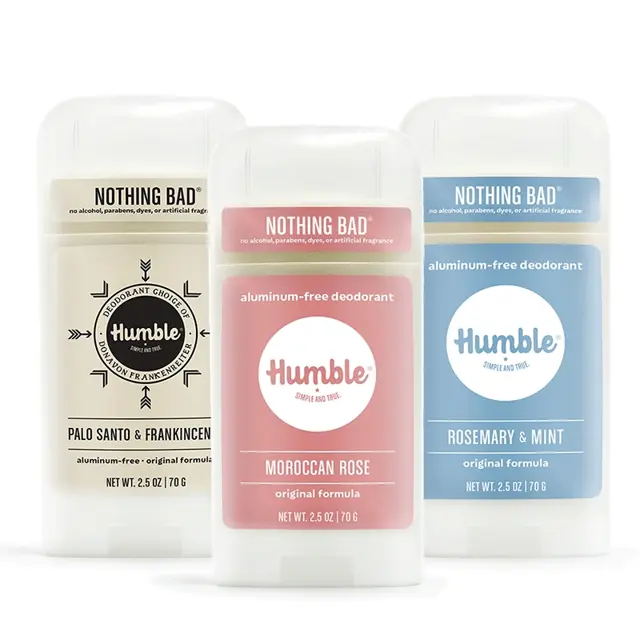 NOTHING BAD®
no alcohol, parabens, dyes, or artificial
DEODORANT CHOICE OF
Humble
SIMPLE AND TRUE.
DONAVON FRANKENREITER
PALO SANTO & FRANKINCEN
aluminum-free · original formula
NET WT. 2.5 OZ | 70 G
NOTHING BAD®
no alcohol, parabens, dyes, or artificial fragrance
aluminum-free deodorant
Humble®
SIMPLE AND TRUE.
MOROCCAN ROSE
original formula
NET WT. 2.5 OZ | 70 G
NOTHING BAD®
no alcohol, parabens, dyes, or artificial fragrance
aluminum-free deodorant
Humble®
SIMPLE AND TRUE.
ROSEMARY & MINT
original formula
NET WT. 2.5 OZ | 70 G